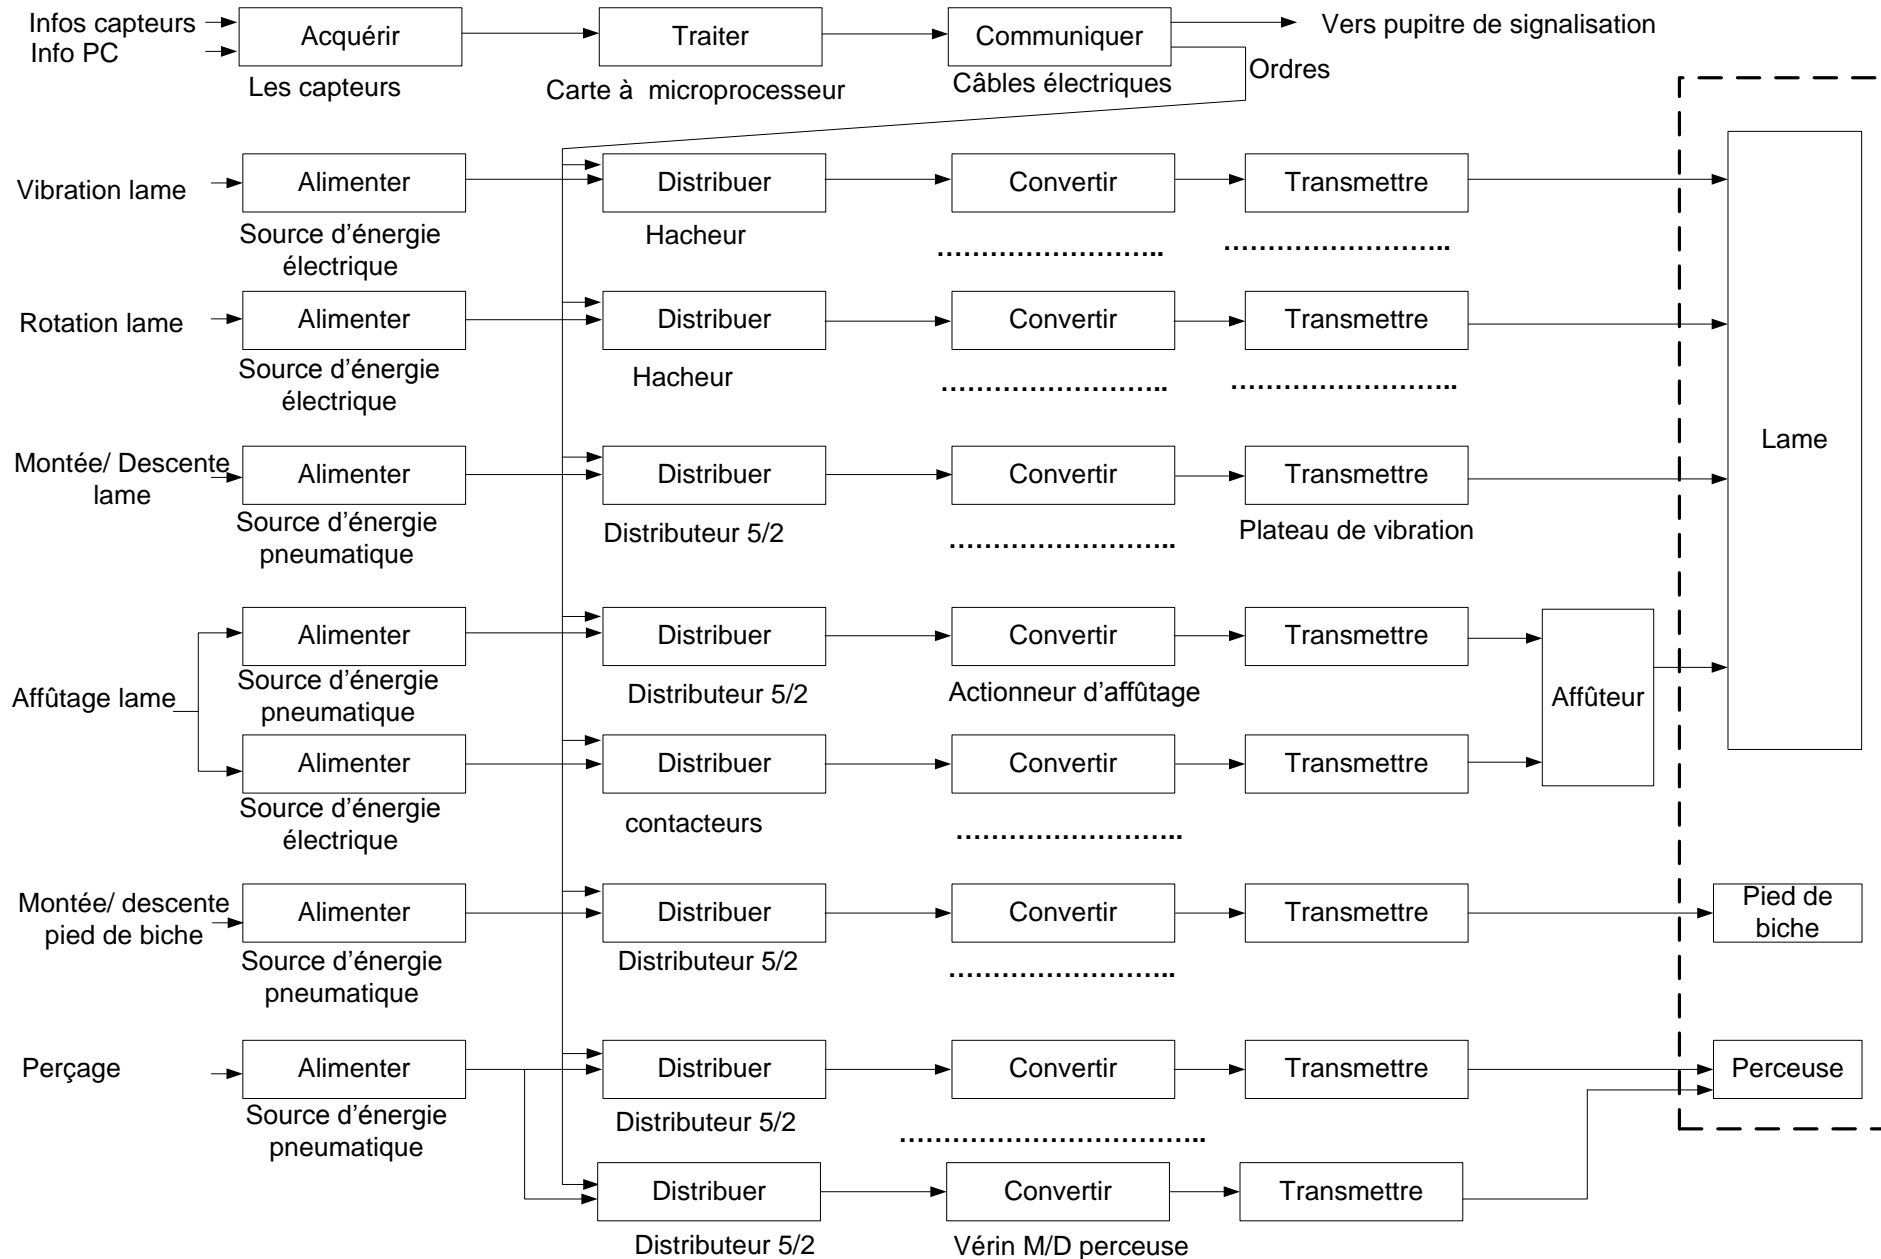 Infos capteurs
Info PC
Acquérir
Traiter
Communiquer
Vers pupitre de signalisation
Les capteurs
Carte à microprocesseur
Câbles électriques
Ordres
Vibration lame
Alimenter
Distribuer
Convertir
Transmettre
Source d’énergie
électrique
Hacheur
……………………..
……………………..
Rotation lame
Alimenter
Distribuer
Convertir
Transmettre
Source d’énergie
électrique
Hacheur
……………………..
……………………..
Lame
Montée/ Descente
lame
Alimenter
Distribuer
Convertir
Transmettre
Source d’énergie
pneumatique
Distributeur 5/2
……………………..
Plateau de vibration
Affûtage lame
Alimenter
Distribuer
Convertir
Transmettre
Source d’énergie
pneumatique
Distributeur 5/2
Actionneur d’affûtage
Affûteur
Alimenter
Distribuer
Convertir
Transmettre
Source d’énergie
électrique
contacteurs
……………………..
Montée/ descente
pied de biche
Alimenter
Distribuer
Convertir
Transmettre
Pied de
biche
Source d’énergie
pneumatique
Distributeur 5/2
……………………..
Perçage
Alimenter
Distribuer
Convertir
Transmettre
Perceuse
Source d’énergie
pneumatique
Distributeur 5/2
……………………………..
Distribuer
Convertir
Transmettre
Distributeur 5/2
Vérin M/D perceuse